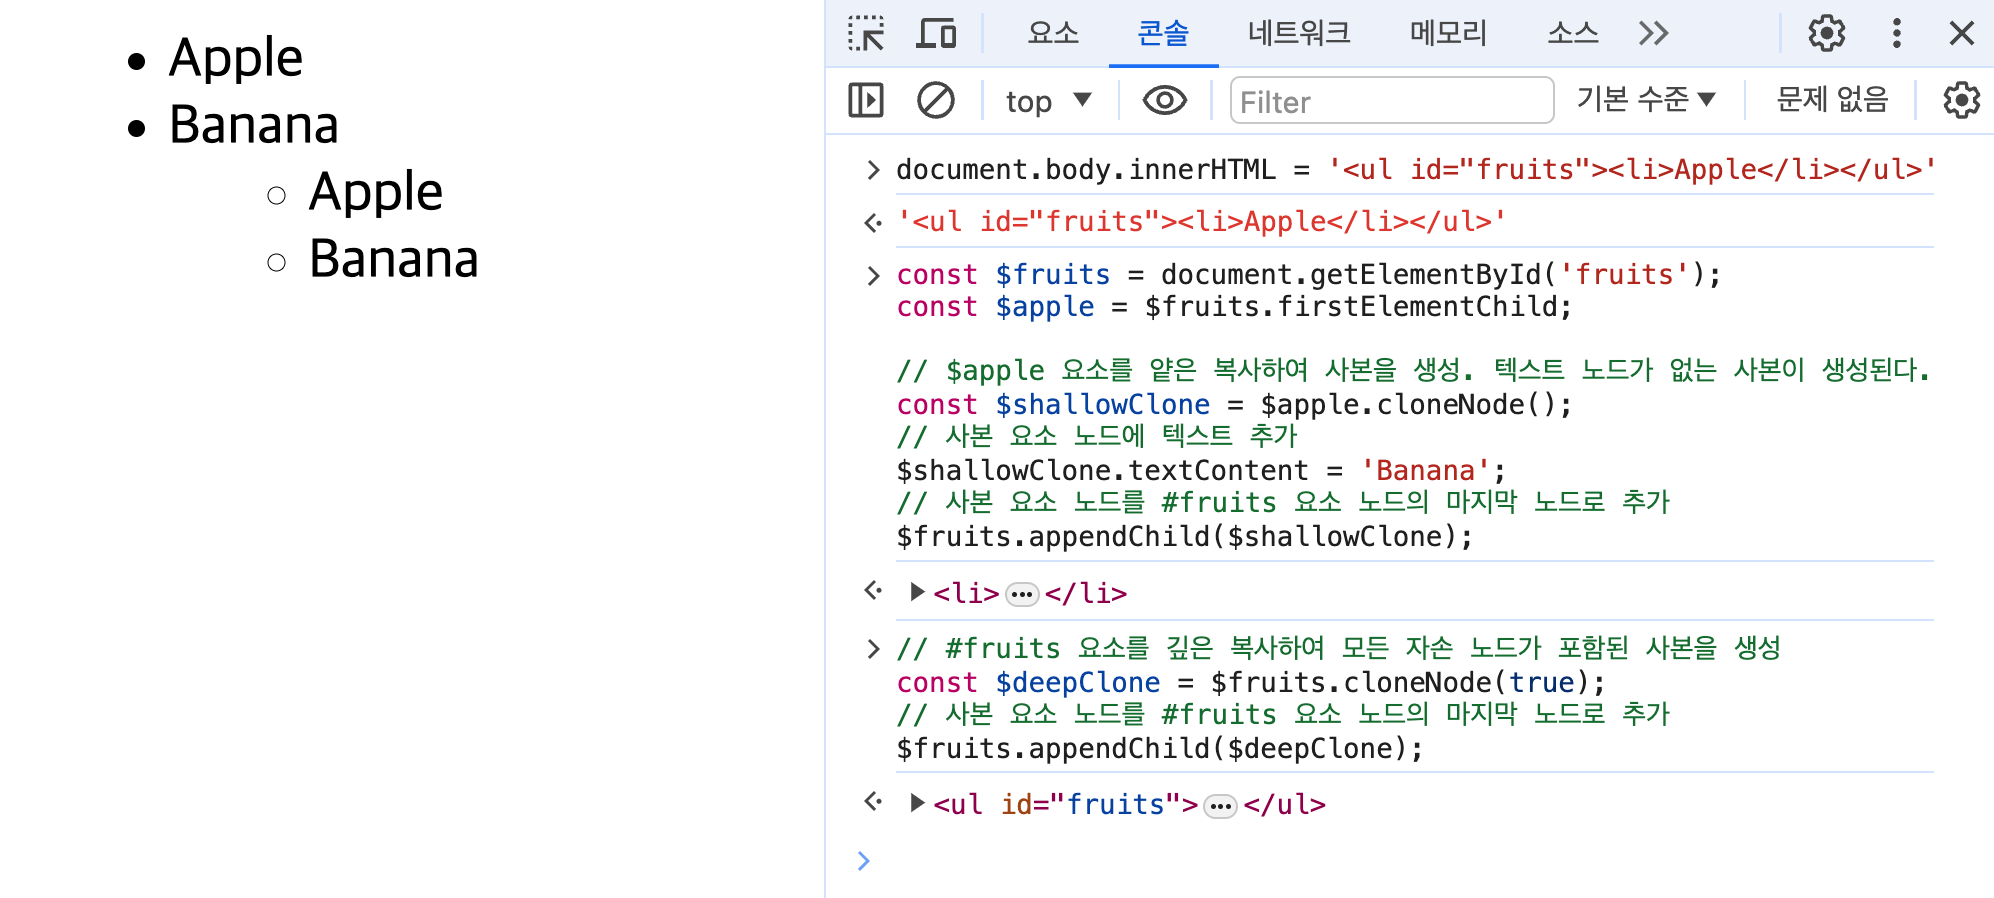 Apple
Banana
Apple
Banana
요소 콘솔 네트워크 메모리 소스
top Filter 기본 수준 문제 없음
document.body.innerHTML = '<ul id="fruits"><li>Apple</li></ul>'
'<ul id="fruits"><li>Apple</li></ul>'
const $fruits = document.getElementById('fruits');
const $apple = $fruits.firstElementChild;
// $apple 요소를 얕은 복사하여 사본을 생성. 텍스트 노드가 없는 사본이 생성된다.
const $shallowClone = $apple.cloneNode();
// 사본 요소 노드에 텍스트 추가
$shallowClone.textContent = 'Banana';
// 사본 요소 노드를 #fruits 요소 노드의 마지막 노드로 추가
$fruits.appendChild($shallowClone);
<li>…</li>
// #fruits 요소를 깊은 복사하여 모든 자손 노드가 포함된 사본을 생성
const $deepClone = $fruits.cloneNode(true);
// 사본 요소 노드를 #fruits 요소 노드의 마지막 노드로 추가
$fruits.appendChild($deepClone);
<ul id="fruits">…</ul>